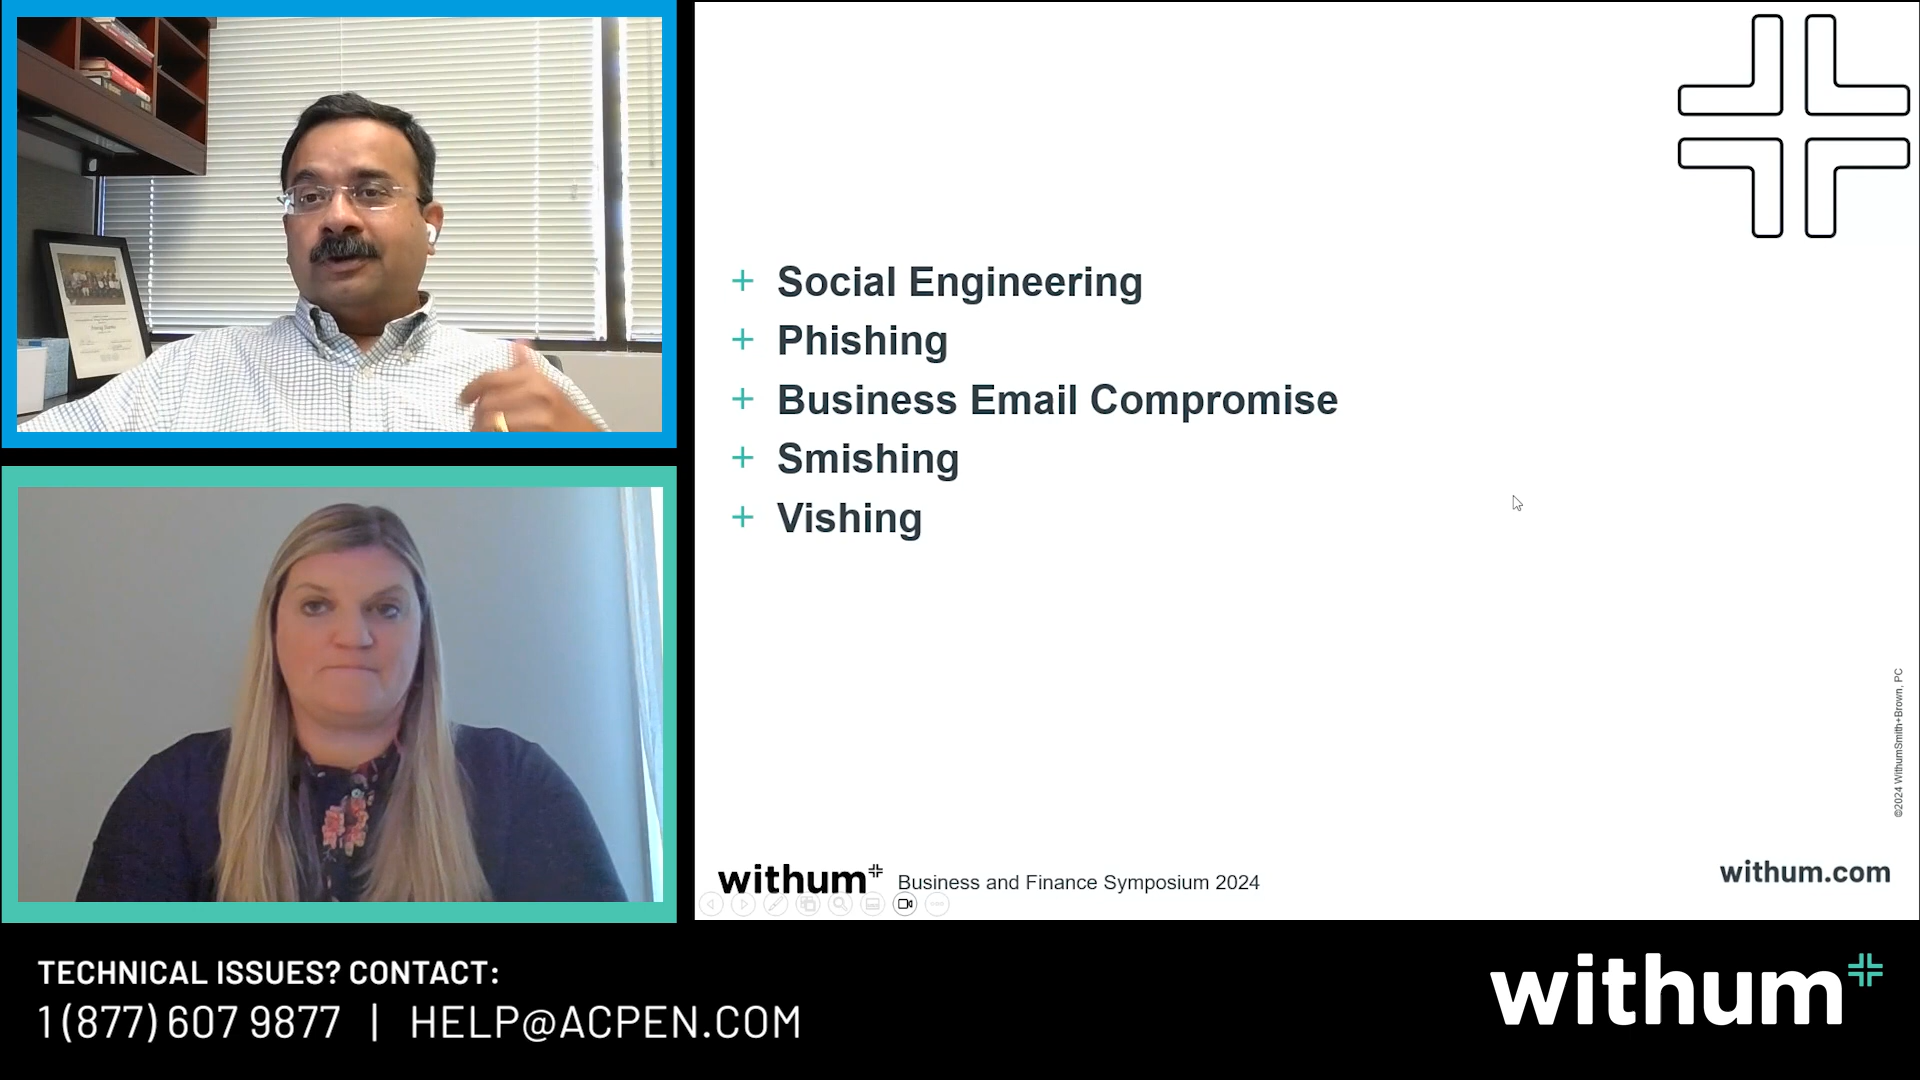 Social Engineering
Phishing
Business Email Compromise
Smishing
Vishing
©2024 WithumSmith+Brown, PC
withum
Business and Finance Symposium 2024
withum.com
TECHNICAL ISSUES? CONTACT:
1 (877) 607 9877 | HELP@ACPEN.COM
withum